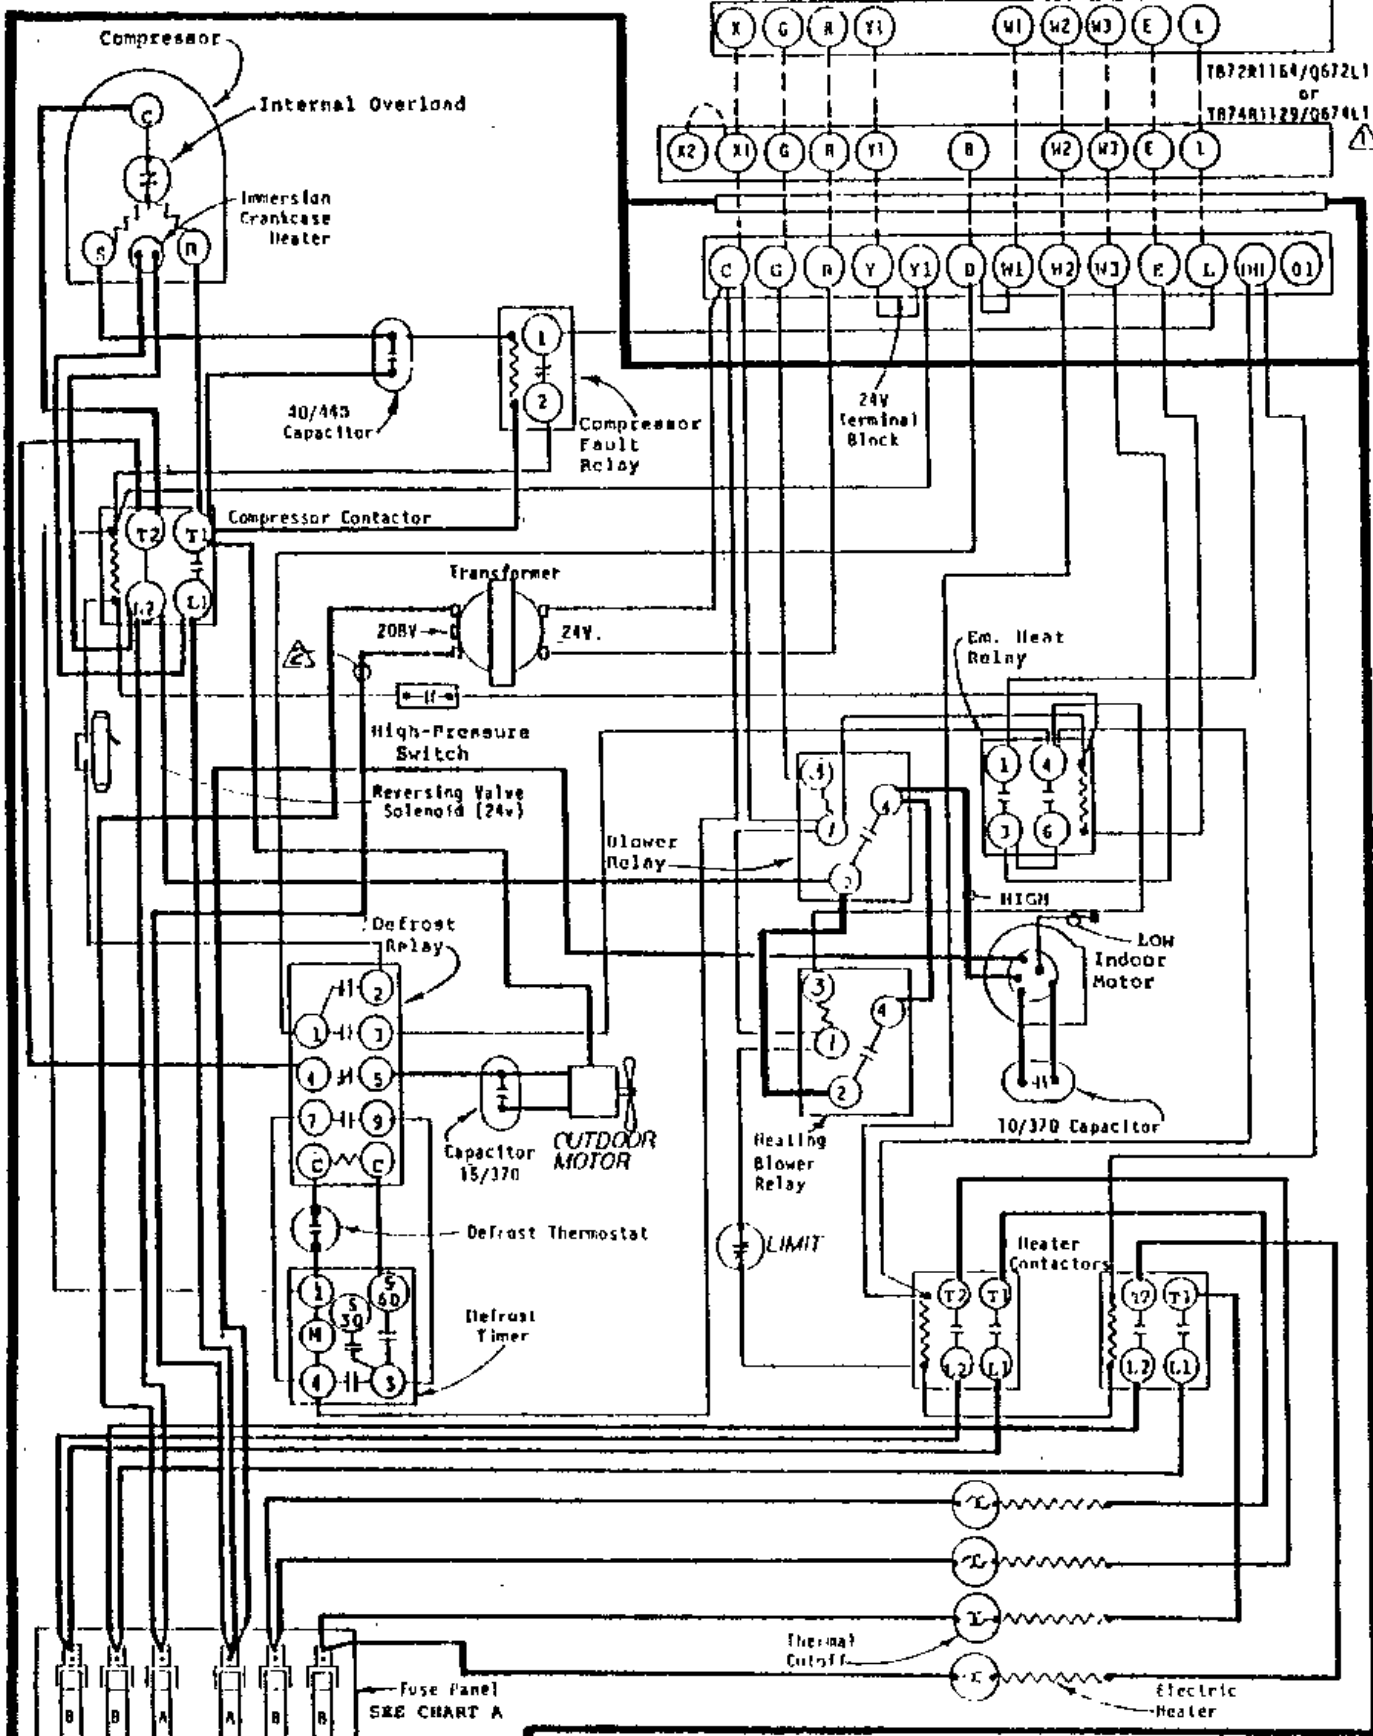 X G R Y1 W1 W2 W3 E L
TB72R1164/Q672L1
or
TB74R1129/Q674L1
X2 X1 G R Y1 B W2 W3 E L
1
C G R Y Y1 W1 W2 W3 E L O1
Compressor
Internal Overload
Immersion
Crankcase
Heater
C
S R
40/440
Capacitor
1
2
Compressor
Fault
Relay
24V
Terminal
Block
Compressor Contactor
T2 T1
L2 L1
Transformer
208V
24V.
High-Pressure
Switch
Reversing Valve
Solenoid (24v)
Em. Heat
Relay
1 4
3 6
Blower
Relay
4
HIGH
LOW
Indoor
Motor
10/370 Capacitor
Defrost
Relay
2
1 3
4 5
7 9
C C
Capacitor
15/370
OUTDOOR
MOTOR
3
4
1
2
Heating
Blower
Relay
Defrost Thermostat
LIMIT
Heater
Contactors
T2 T1
L2 L1
T1
L2 L1
1
S
30
S
60
M
4 3
Defrost
Timer
Thermal
Cutoff
Electric
Heater
Fuse Panel
SEE CHART A
B B A A B B